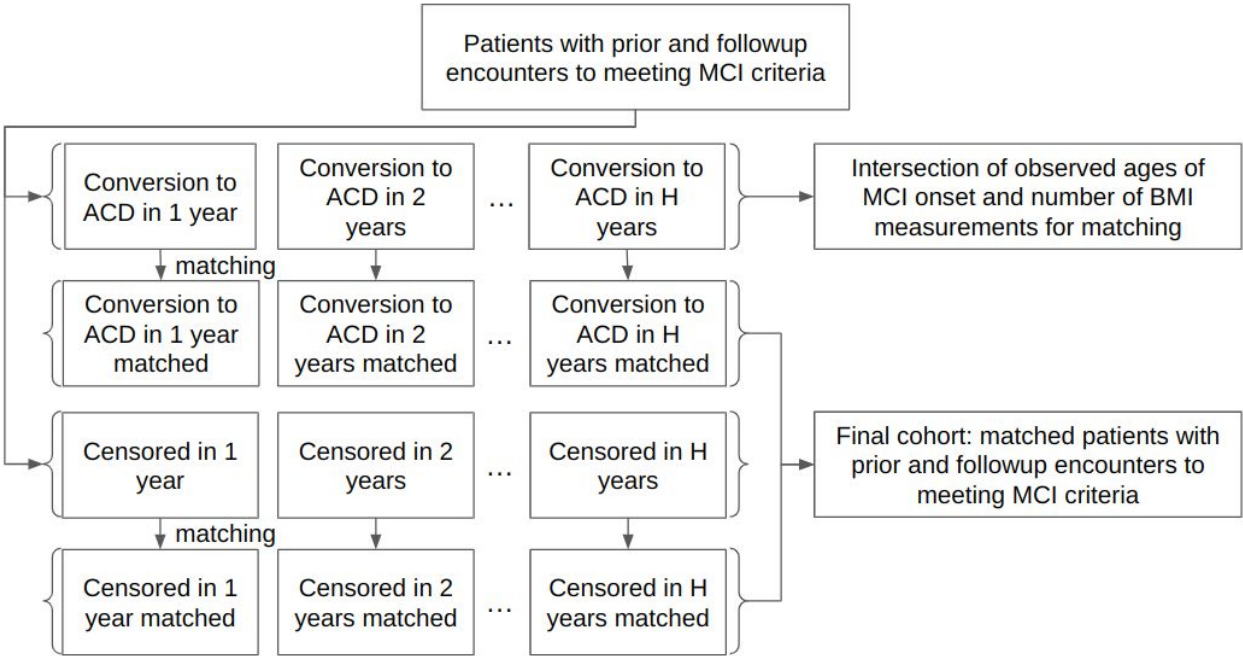 Patients with prior and followup
encounters to meeting MCI criteria
Conversion to
ACD in 1 year
Conversion to
ACD in 2
years
...
Conversion to
ACD in H
years
Intersection of observed ages of
MCI onset and number of BMI
measurements for matching
matching
Conversion to
ACD in 1 year
matched
Conversion to
ACD in 2
years matched
...
Conversion to
ACD in H
years matched
Censored in 1
year
Censored in 2
years
...
Censored in H
years
Final cohort: matched patients with
prior and followup encounters to
meeting MCI criteria
matching
Censored in 1
year matched
Censored in 2
years matched
...
Censored in H
years matched